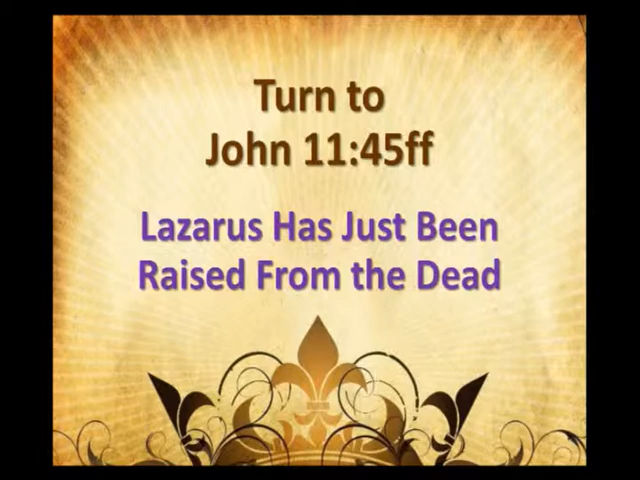 Turn to
John 11:45ff
Lazarus Has Just Been
Raised From the Dead